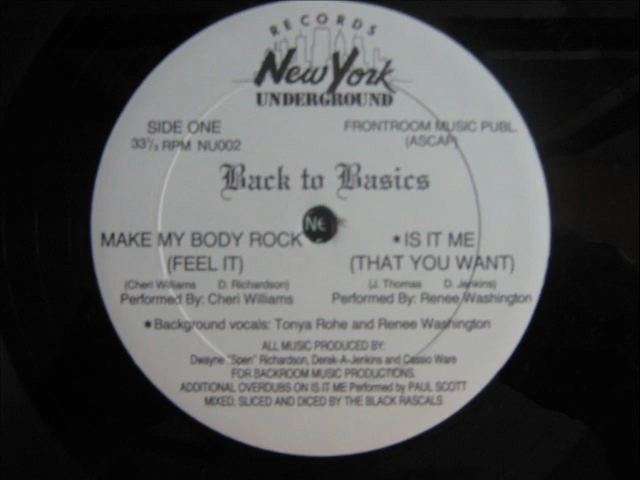 RECORDS
New York
UNDERGROUND
SIDE ONE
33⅓ RPM NU002
FRONTROOM MUSIC PUBL.
(ASCAP)
Back to Basics
MAKE MY BODY ROCK
(FEEL IT)
(Cheri Williams D. Richardson)
Performed By: Cheri Williams
*IS IT ME
(THAT YOU WANT)
(J. Thomas D. Jenkins)
Performed By: Renee Washington
*Background vocals: Tonya Rohe and Renee Washington
ALL MUSIC PRODUCED BY:
Dwayne "Spen" Richardson, Derek-A-Jenkins and Cassio Ware
FOR BACKROOM MUSIC PRODUCTIONS.
ADDITIONAL OVERDUBS ON IS IT ME Performed by PAUL SCOTT
MIXED, SLICED AND DICED BY THE BLACK RASCALS